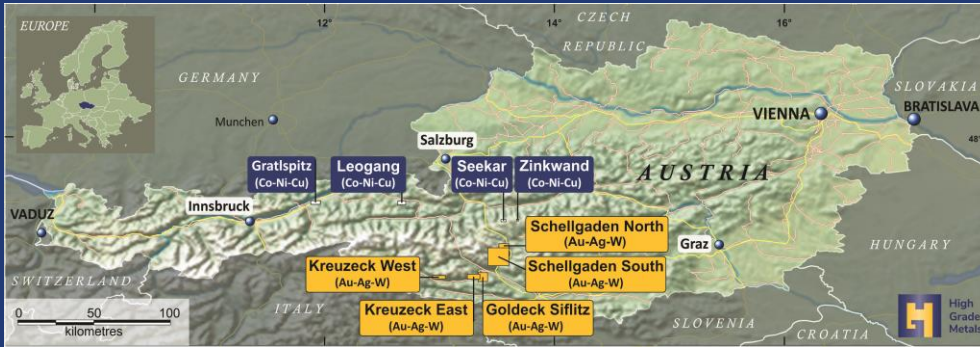 EUROPE
12
14
16
CZECH
REPUBLIC
GERMANY
SLOVAKIA
BRATISLAVA
VIENNA
Munchen
48°
Salzburg
Gratlspitz
(Co-Ni-Cu)
Leogang
(Co-Ni-Cu)
Seekar
(Co-Ni-Cu)
Zinkwand
(Co-Ni-Cu)
AUSTRIA
VADUZ
Innsbruck
Schellgaden North
(Au-Ag-W)
Graz
HUNGARY
Schellgaden South
(Au-Ag-W)
SWITZERLAND
Kreuzeck West
(Au-Ag-W)
ITALY
Kreuzeck East
(Au-Ag-W)
Goldeck Siflitz
(Au-Ag-W)
SLOVENIA
CROATIA
0 50 100
kilometres
High
Grade
Metals